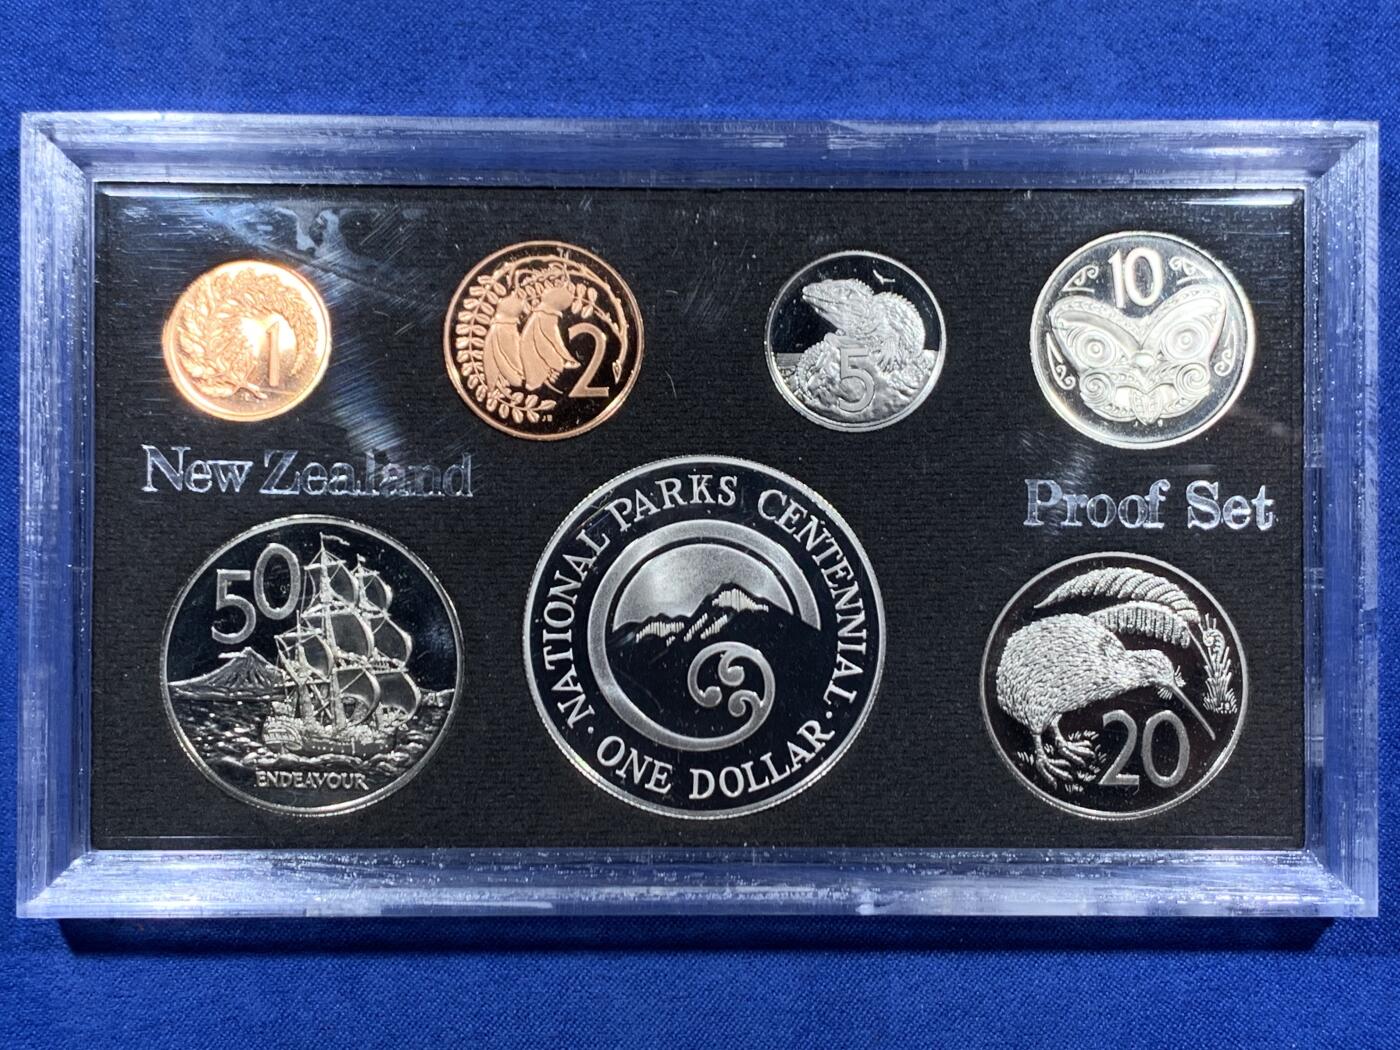 1
2
5
10
New Zealand
Proof Set
50
ENDEAVOUR
NATIONAL PARKS CENTENNIAL
· ONE DOLLAR ·
20